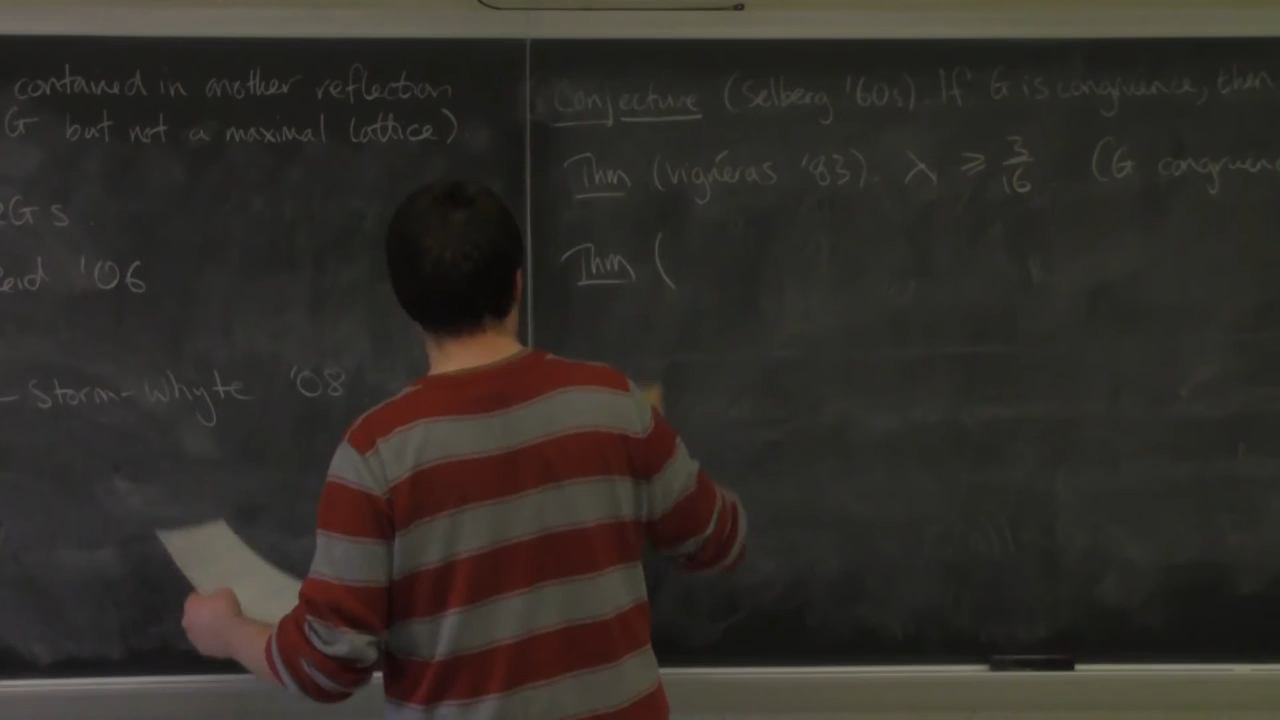 contained in another reflection
G but not a maximal lattice)
Gs.
eid '06
- Storm-Whyte '08
Conjecture (Selberg '60s). If G is congruence, then
Thm (Vignéras '83). λ ≥ 3/16 (G congruen
Thm (